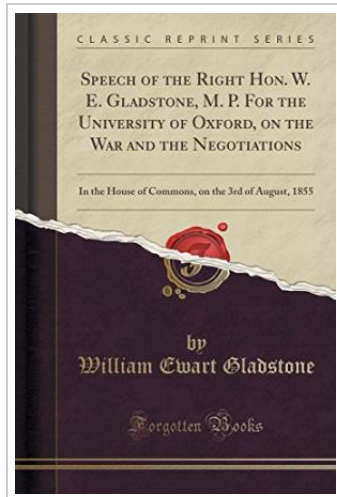 CLASSIC REPRINT SERIES
SPEECH OF THE RIGHT HON. W.
E. GLADSTONE, M. P. FOR THE
UNIVERSITY OF OXFORD, ON THE
WAR AND THE NEGOTIATIONS
In the House of Commons, on the 3rd of August, 1855
by
William Ewart Gladstone
Forgotten Books